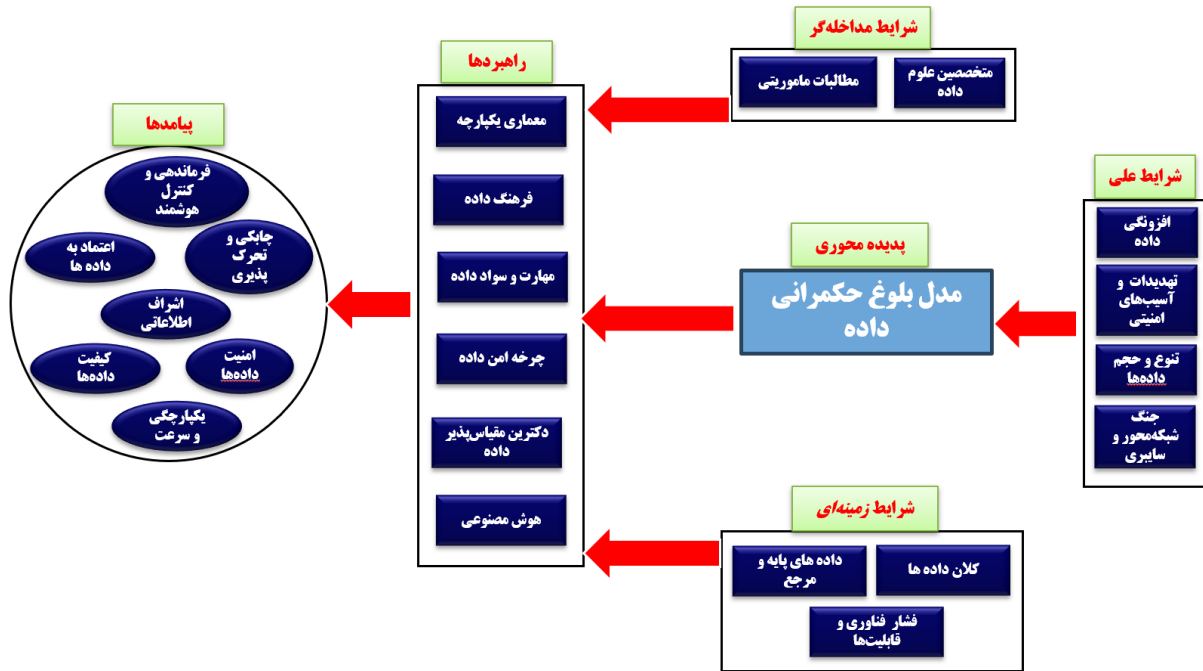 شرایط علی
افزونگی
داده
تهدیدات و
آسیب‌های
امنیتی
تنوع و حجم
داده‌ها
جنگ
شبکه‌محور و
سایبری
شرایط مداخله‌گر
متخصصین علوم
داده
مطالبات ماموریتی
پدیده محوری
مدل بلوغ حکمرانی
داده
شرایط زمینه‌ای
کلان داده ها
داده های پایه و
مرجع
فشار فناوری و
قابلیت‌ها
راهبردها
معماری یکپارچه
فرهنگ داده
مهارت و سواد داده
چرخه امن داده
دکترین مقیاس‌پذیر
داده
هوش مصنوعی
پیامدها
فرماندهی و
کنترل
هوشمند
چابکی و
تحرک
پذیری
اعتماد به
داده ها
اشراف
اطلاعاتی
امنیت
داده‌ها
کیفیت
داده‌ها
یکپارچگی
و سرعت